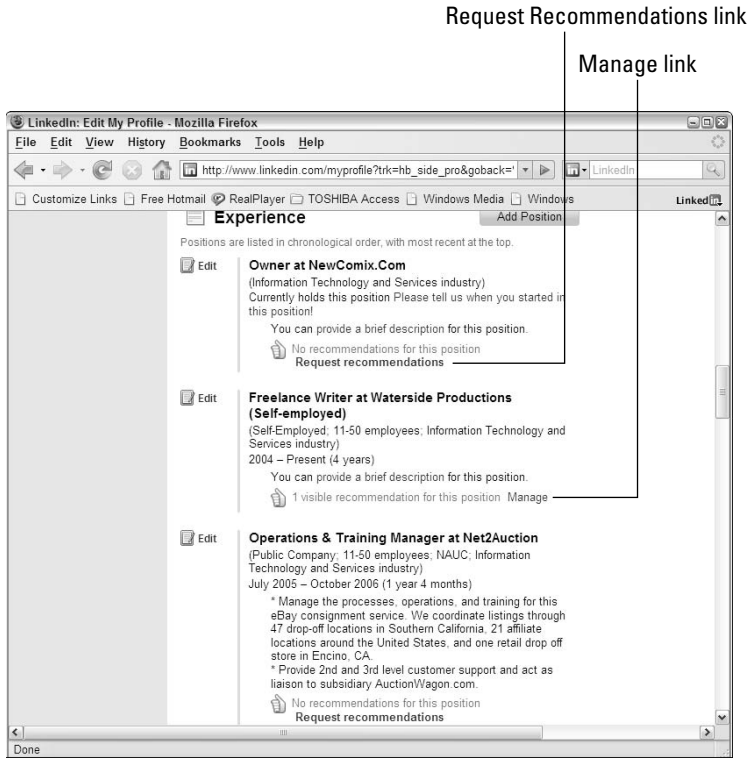 Request Recommendations link
Manage link
LinkedIn: Edit My Profile - Mozilla Firefox
File Edit View History Bookmarks Tools Help
http://www.linkedin.com/myprofile?trk=hb_side_pro&goback=' LinkedIn
Customize Links Free Hotmail RealPlayer TOSHIBA Access Windows Media Windows Linked in
Experience Add Position
Positions are listed in chronological order, with most recent at the top.
Edit Owner at NewComix.Com
(Information Technology and Services industry)
Currently holds this position Please tell us when you started in
this position!
You can provide a brief description for this position.
No recommendations for this position
Request recommendations
Edit Freelance Writer at Waterside Productions
(Self-employed)
(Self-Employed; 11-50 employees; Information Technology and
Services industry)
2004 – Present (4 years)
You can provide a brief description for this position.
1 visible recommendation for this position Manage
Edit Operations & Training Manager at Net2Auction
(Public Company; 11-50 employees; NAUC; Information
Technology and Services industry)
July 2005 – October 2006 (1 year 4 months)
* Manage the processes, operations, and training for this
eBay consignment service. We coordinate listings through
47 drop-off locations in Southern California, 21 affiliate
locations around the United States, and one retail drop off
store in Encino, CA.
* Provide 2nd and 3rd level customer support and act as
liaison to subsidiary AuctionWagon.com.
No recommendations for this position
Request recommendations
Done